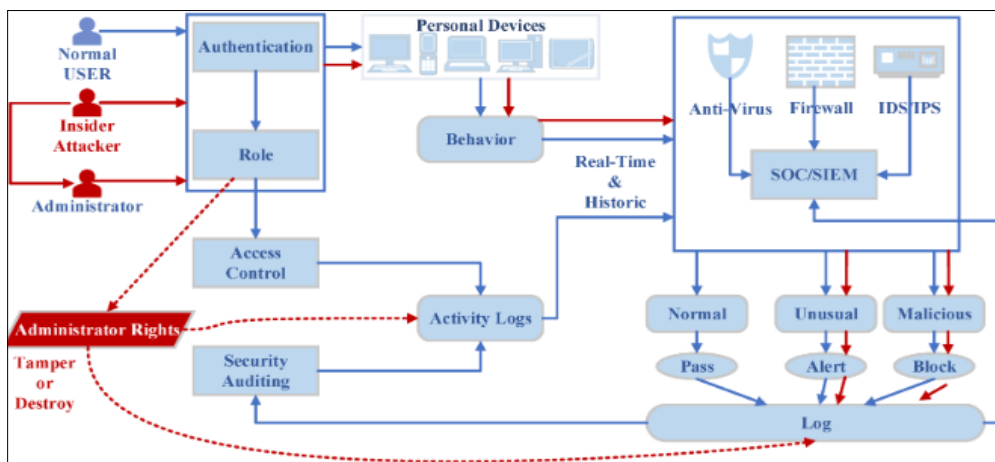 Personal Devices
Authentication
Normal
USER
Anti-Virus
Firewall
IDS/IPS
Insider
Attacker
Behavior
Role
Real-Time
&
Historic
SOC/SIEM
Administrator
Access
Control
Administrator Rights
Activity Logs
Normal
Unusual
Malicious
Tamper
or
Destroy
Security
Auditing
Pass
Alert
Block
Log